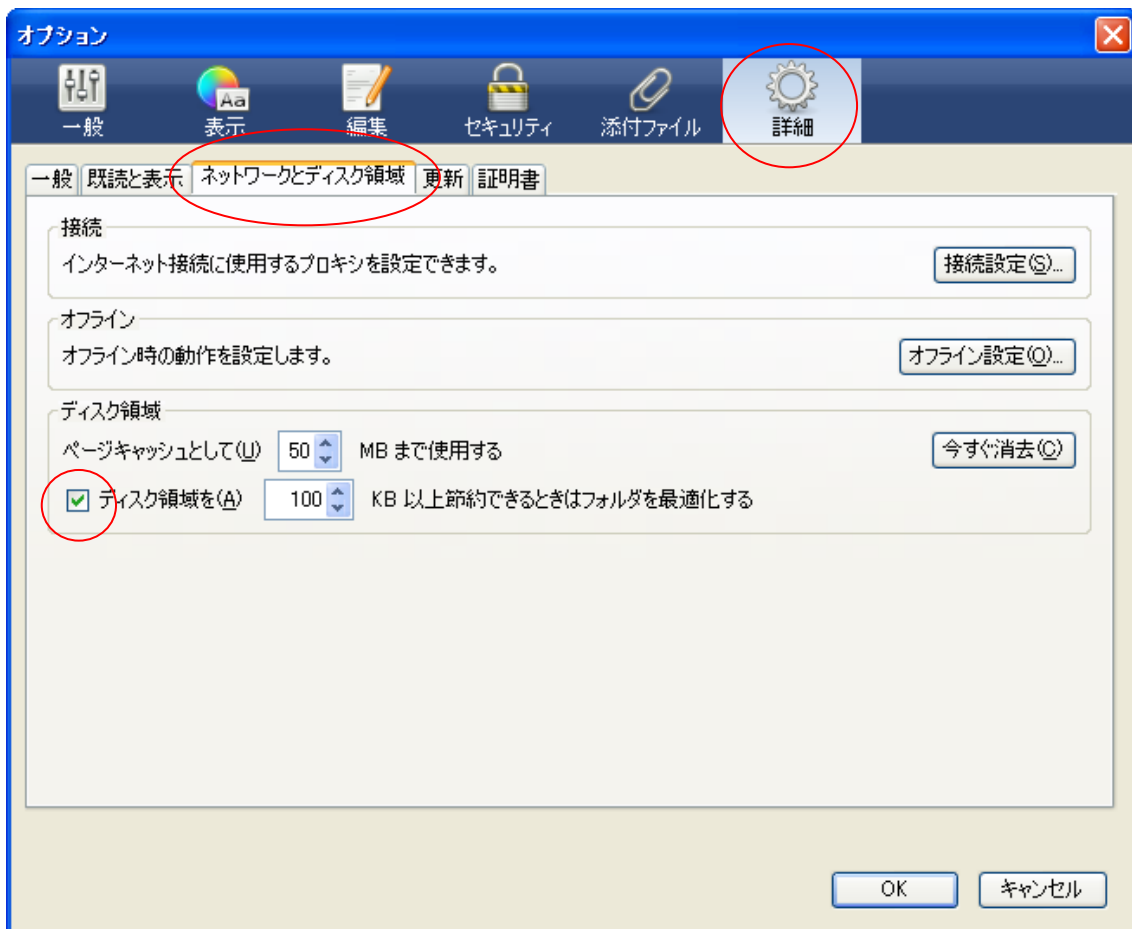 オプション
一般 表示 編集 セキュリティ 添付ファイル 詳細
一般 既読と表示 ネットワークとディスク領域 更新 証明書
接続
インターネット接続に使用するプロキシを設定できます。 接続設定(S)...
オフライン
オフライン時の動作を設定します。 オフライン設定(O)...
ディスク領域
ページキャッシュとして(U) 50 MB まで使用する 今すぐ消去(C)
ディスク領域を(A) 100 KB 以上節約できるときはフォルダを最適化する
OK キャンセル